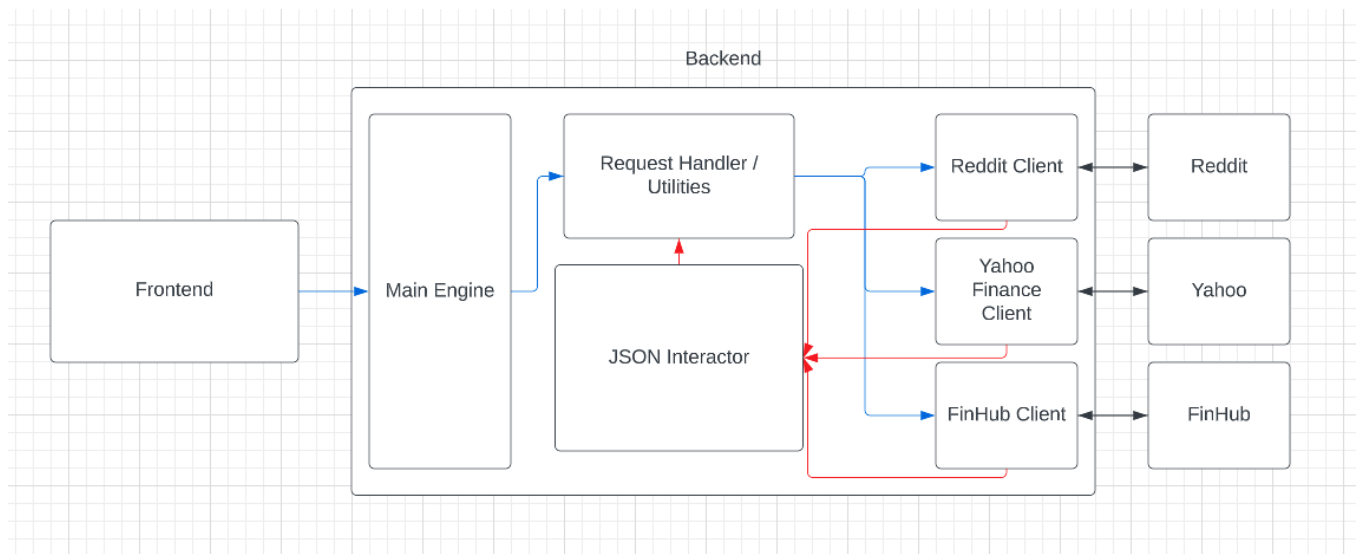 Backend
Frontend
Main Engine
Request Handler /
Utilities
JSON Interactor
Reddit Client
Yahoo
Finance
Client
FinHub Client
Reddit
Yahoo
FinHub